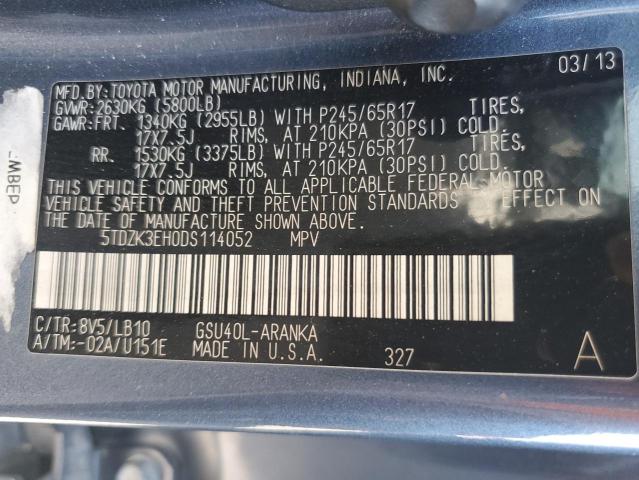 MFD.BY:TOYOTA MOTOR MANUFACTURING, INDIANA, INC. 03/13
GVWR:2630KG (5800LB)
GAWR:FRT. 1340KG (2955LB) WITH P245/65R17 TIRES,
17X7.5J RIMS, AT 210KPA (30PSI) COLD.
RR. 1530KG (3375LB) WITH P245/65R17 TIRES,
17X7.5J RIMS, AT 210KPA (30PSI) COLD.
THIS VEHICLE CONFORMS TO ALL APPLICABLE FEDERAL MOTOR
VEHICLE SAFETY AND THEFT PREVENTION STANDARDS IN EFFECT ON
THE DATE OF MANUFACTURE SHOWN ABOVE.
5TDZK3EH0DS114052 MPV
C/TR:8V5/LB10 GSU40L-ARANKA
A/TM:-02A/U151E MADE IN U.S.A. 327 A